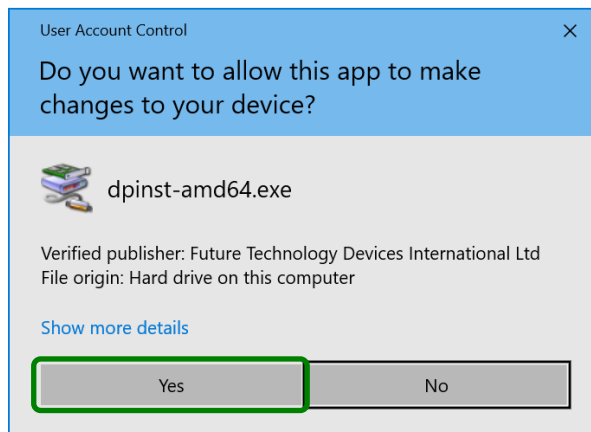 User Account Control
Do you want to allow this app to make
changes to your device?
dpinst-amd64.exe
Verified publisher: Future Technology Devices International Ltd
File origin: Hard drive on this computer
Show more details
Yes
No